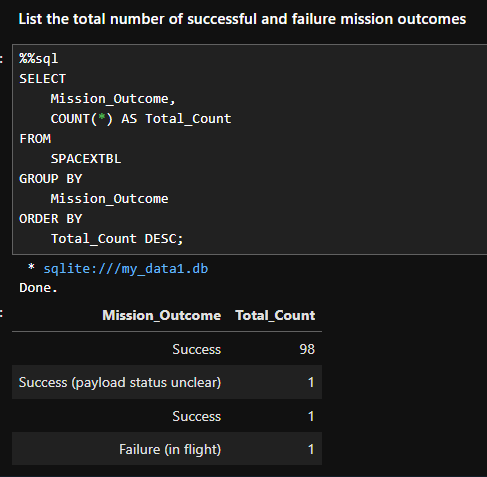 List the total number of successful and failure mission outcomes
:
%%sql
SELECT
    Mission_Outcome,
    COUNT(*) AS Total_Count
FROM
    SPACEXTBL
GROUP BY
    Mission_Outcome
ORDER BY
    Total_Count DESC;
* sqlite:///my_data1.db
Done.
:
Mission_Outcome Total_Count
Success 98
Success (payload status unclear) 1
Success 1
Failure (in flight) 1